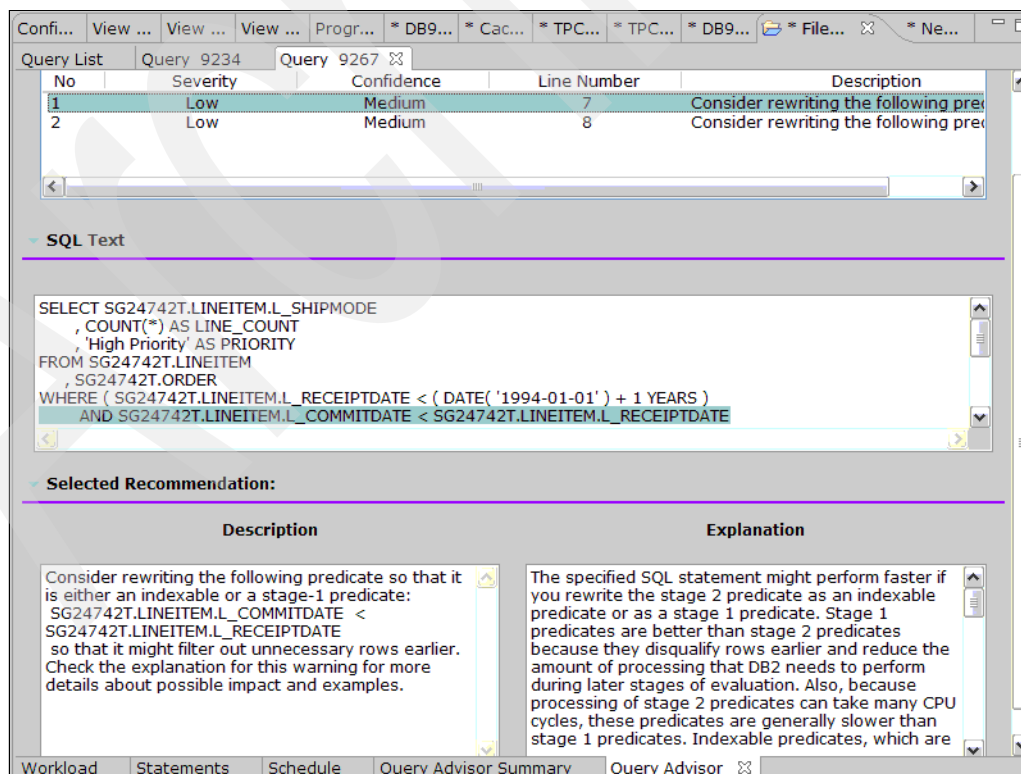 Confi... View ... View ... View ... Progr... * DB9... * Cac... * TPC... * TPC... * DB9... * File... * Ne...
Query List Query 9234 Query 9267
No Severity Confidence Line Number Description
1 Low Medium 7 Consider rewriting the following pred
2 Low Medium 8 Consider rewriting the following pred
SQL Text
SELECT SG24742T.LINEITEM.L_SHIPMODE
, COUNT(*) AS LINE_COUNT
, 'High Priority' AS PRIORITY
FROM SG24742T.LINEITEM
, SG24742T.ORDER
WHERE ( SG24742T.LINEITEM.L_RECEIPTDATE < ( DATE( '1994-01-01' ) + 1 YEARS )
AND SG24742T.LINEITEM.L_COMMITDATE < SG24742T.LINEITEM.L_RECEIPTDATE
Selected Recommendation:
Description
Consider rewriting the following predicate so that it
is either an indexable or a stage-1 predicate:
SG24742T.LINEITEM.L_COMMITDATE <
SG24742T.LINEITEM.L_RECEIPTDATE
so that it might filter out unnecessary rows earlier.
Check the explanation for this warning for more
details about possible impact and examples.
Explanation
The specified SQL statement might perform faster if
you rewrite the stage 2 predicate as an indexable
predicate or as a stage 1 predicate. Stage 1
predicates are better than stage 2 predicates
because they disqualify rows earlier and reduce the
amount of processing that DB2 needs to perform
during later stages of evaluation. Also, because
processing of stage 2 predicates can take many CPU
cycles, these predicates are generally slower than
stage 1 predicates. Indexable predicates, which are
Workload Statements Schedule Query Advisor Summary Query Advisor